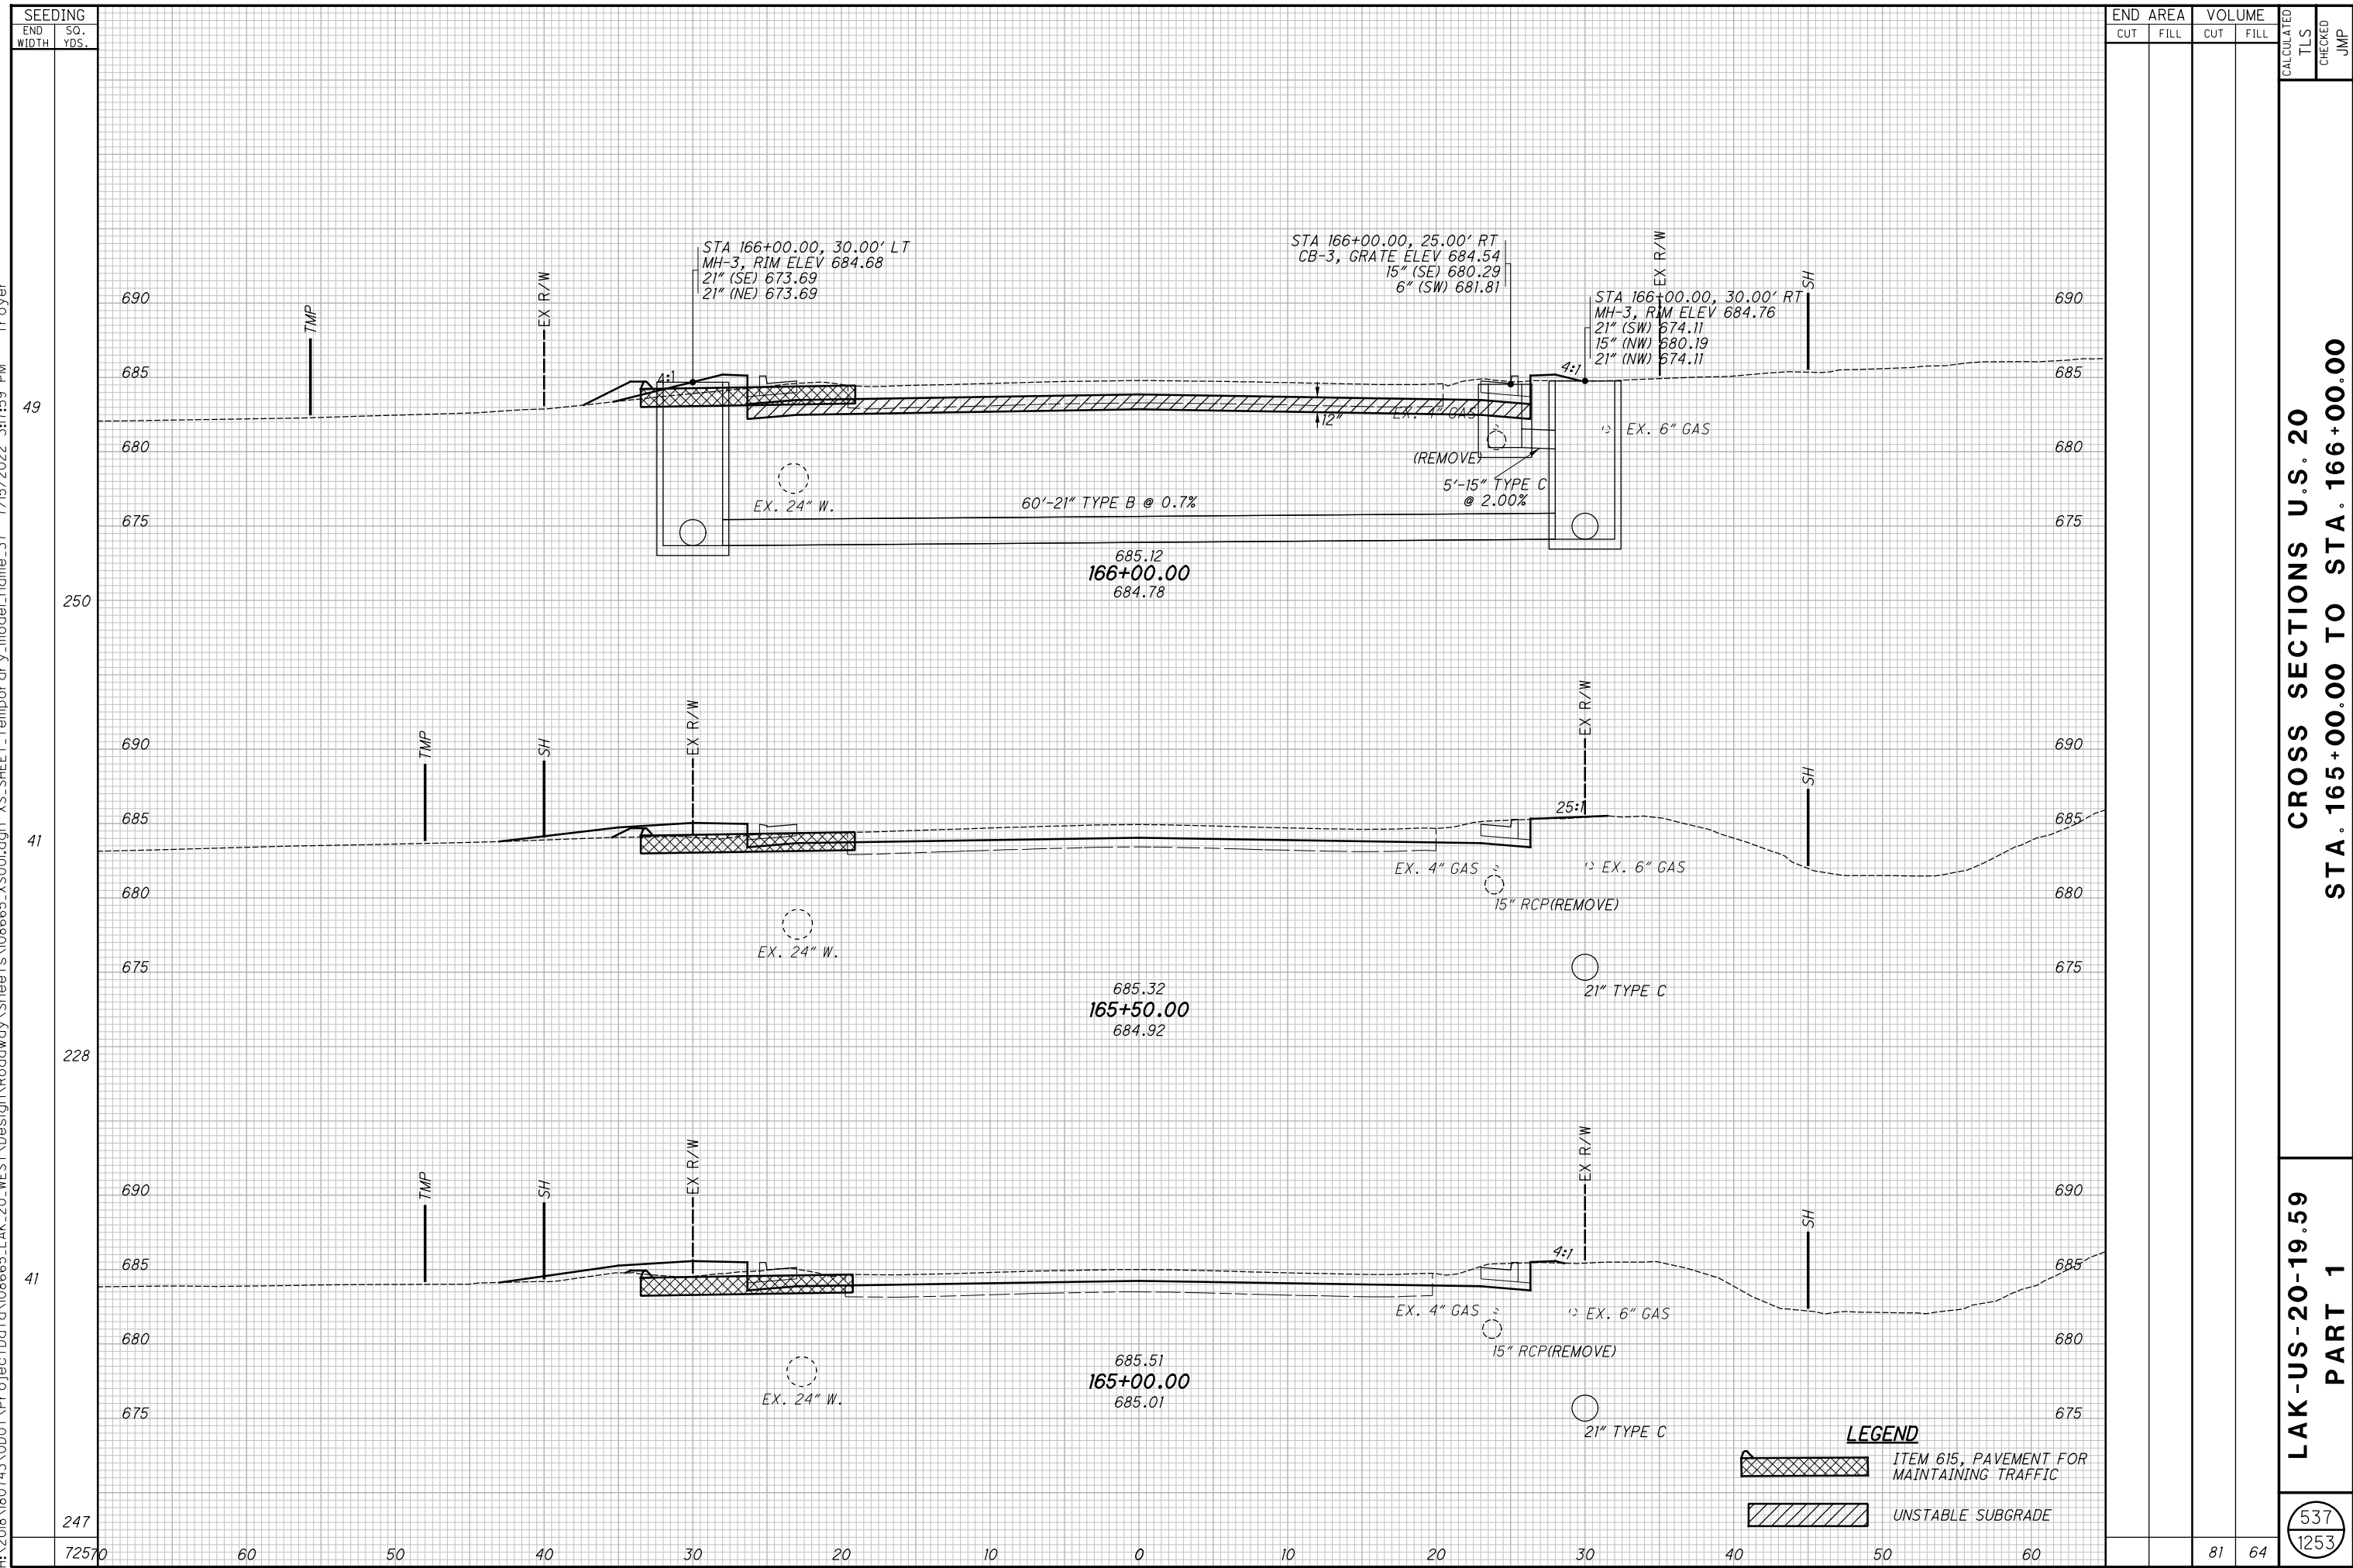 SEEDING
END WIDTH
SQ. YDS.
END AREA
VOLUME
CUT
FILL
CUT
FILL
CALCULATED
TLS
CHECKED
JMP
STA 166+00.00, 30.00' LT
MH-3, RIM ELEV 684.68
21" (SE) 673.69
21" (NE) 673.69
STA 166+00.00, 25.00' RT
CB-3, GRATE ELEV 684.54
15" (SE) 680.29
6" (SW) 681.81
STA 166+00.00, 30.00' RT
MH-3, RIM ELEV 684.76
21" (SW) 674.11
15" (NW) 680.19
21" (NW) 674.11
TMP
EX R/W
EX R/W
SH
690
690
685
685
680
680
675
675
4:1
4:1
49
12"
EX. 4" GAS
EX. 6" GAS
(REMOVE)
5'-15" TYPE C
@ 2.00%
EX. 24" W.
60'-21" TYPE B @ 0.7%
685.12
166+00.00
684.78
250
TMP
SH
EX R/W
EX R/W
SH
690
690
685
685
680
680
675
675
25:1
41
EX. 4" GAS
EX. 6" GAS
15" RCP(REMOVE)
EX. 24" W.
21" TYPE C
685.32
165+50.00
684.92
228
TMP
SH
EX R/W
EX R/W
SH
690
690
685
685
680
680
675
675
4:1
41
EX. 4" GAS
EX. 6" GAS
15" RCP(REMOVE)
EX. 24" W.
21" TYPE C
685.51
165+00.00
685.01
LEGEND
ITEM 615, PAVEMENT FOR
MAINTAINING TRAFFIC
UNSTABLE SUBGRADE
247
7257
70 60 50 40 30 20 10 0 10 20 30 40 50 60
81
64
CROSS SECTIONS U.S. 20
STA. 165+00.00 TO STA. 166+00.00
LAK-US-20-19.59
PART 1
537
1253